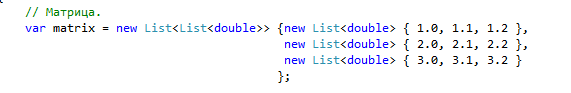 // Матрица.
var matrix = new List<List<double>> {new List<double> { 1.0, 1.1, 1.2 },
new List<double> { 2.0, 2.1, 2.2 },
new List<double> { 3.0, 3.1, 3.2 }
};